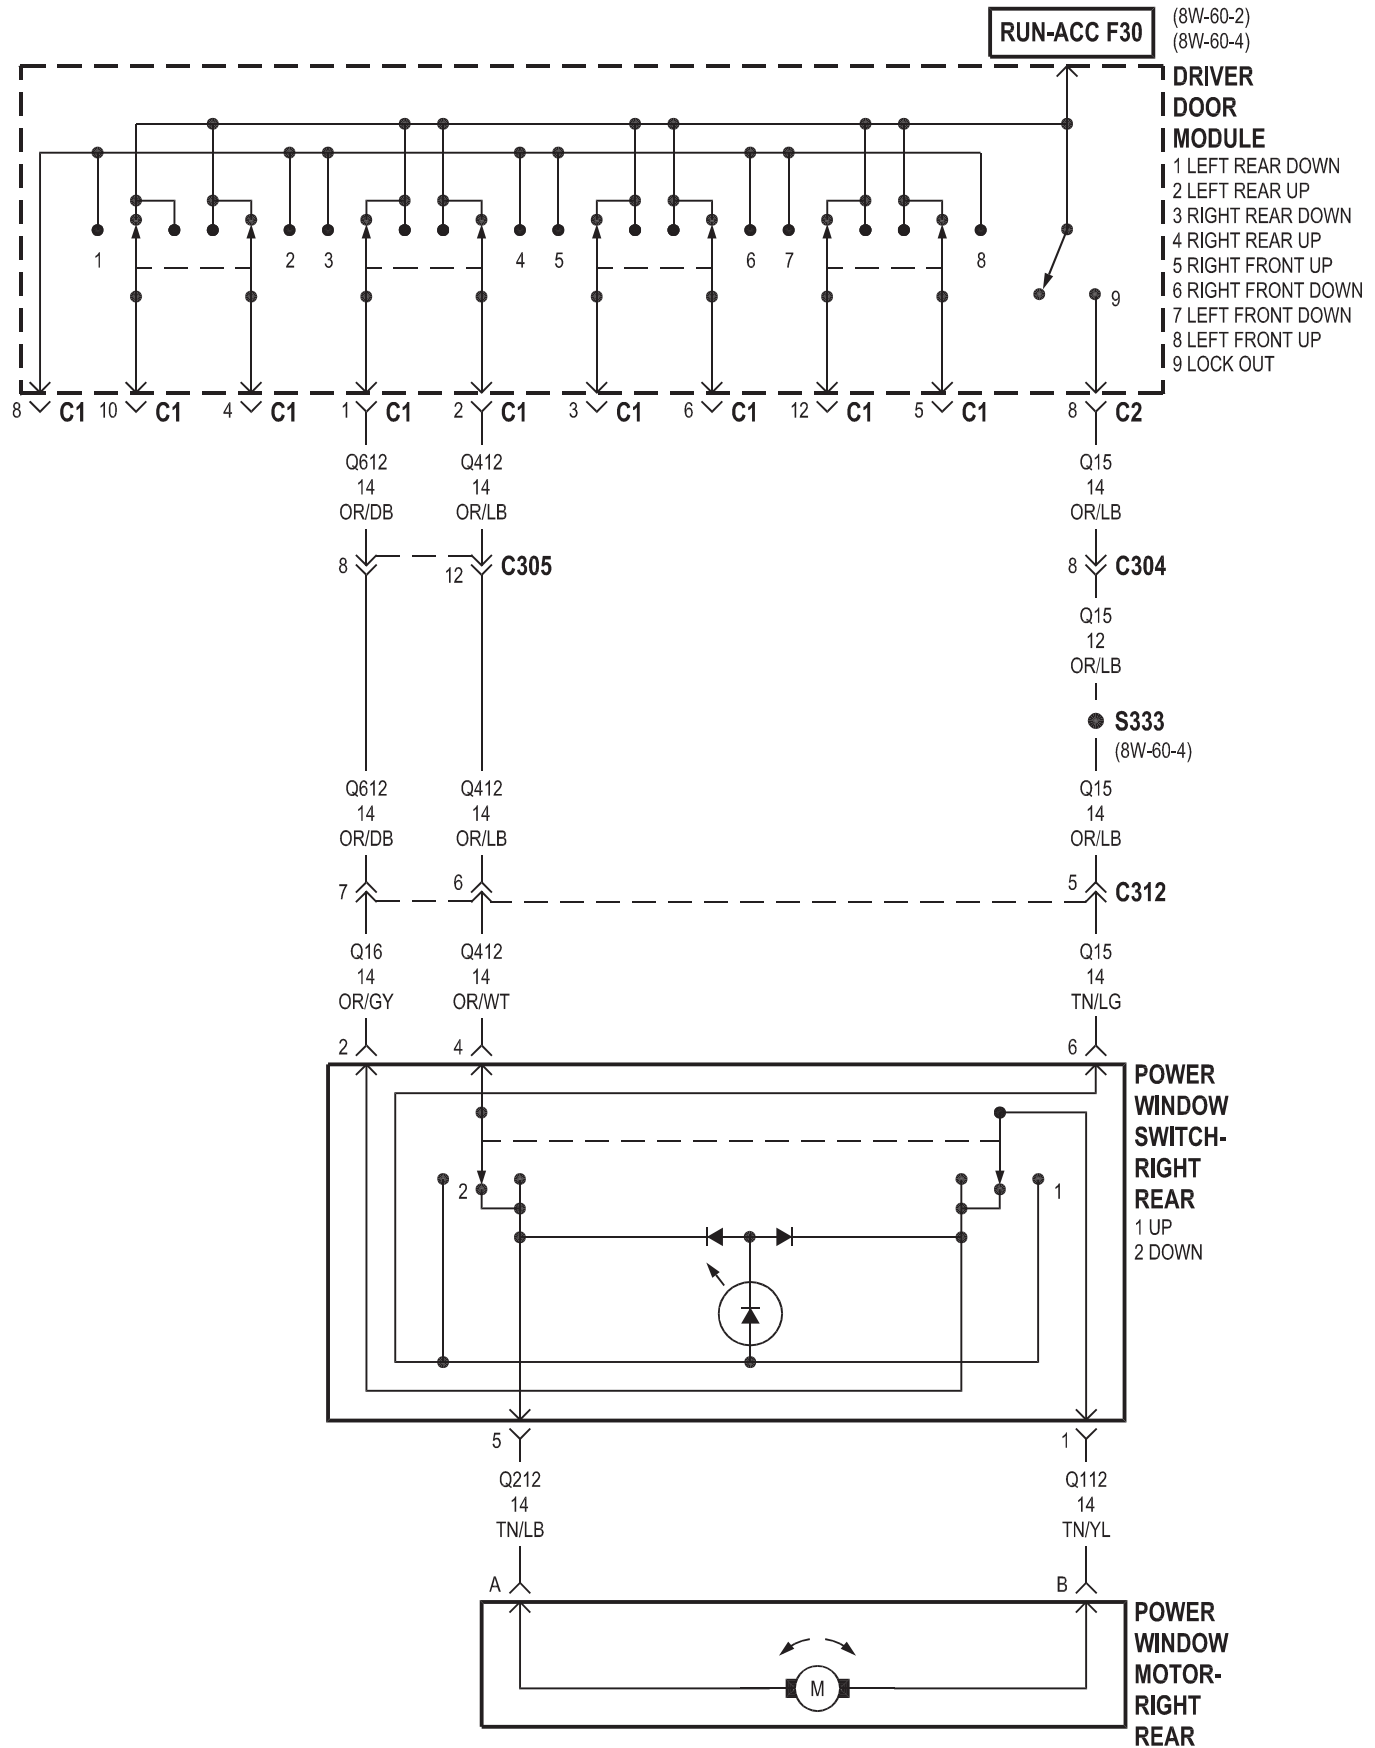 RUN-ACC F30
(8W-60-2)
(8W-60-4)
DRIVER
DOOR
MODULE
1 LEFT REAR DOWN
2 LEFT REAR UP
3 RIGHT REAR DOWN
4 RIGHT REAR UP
5 RIGHT FRONT UP
6 RIGHT FRONT DOWN
7 LEFT FRONT DOWN
8 LEFT FRONT UP
9 LOCK OUT
1 2 3 4 5 6 7 8
9
8 C1 10 C1 4 C1 1 C1 2 C1 3 C1 6 C1 12 C1 5 C1 8 C2
Q612 Q412 Q15
14 14 14
OR/DB OR/LB OR/LB
8 12 C305 8 C304
Q15
12
OR/LB
S333
(8W-60-4)
Q612 Q412 Q15
14 14 14
OR/DB OR/LB OR/LB
7 6 5 C312
Q16 Q412 Q15
14 14 14
OR/GY OR/WT TN/LG
2 4 6
POWER
WINDOW
SWITCH-
RIGHT
REAR
1 UP
2 DOWN
2 1
5 1
Q212 Q112
14 14
TN/LB TN/YL
A B
POWER
WINDOW
MOTOR-
RIGHT
REAR
M